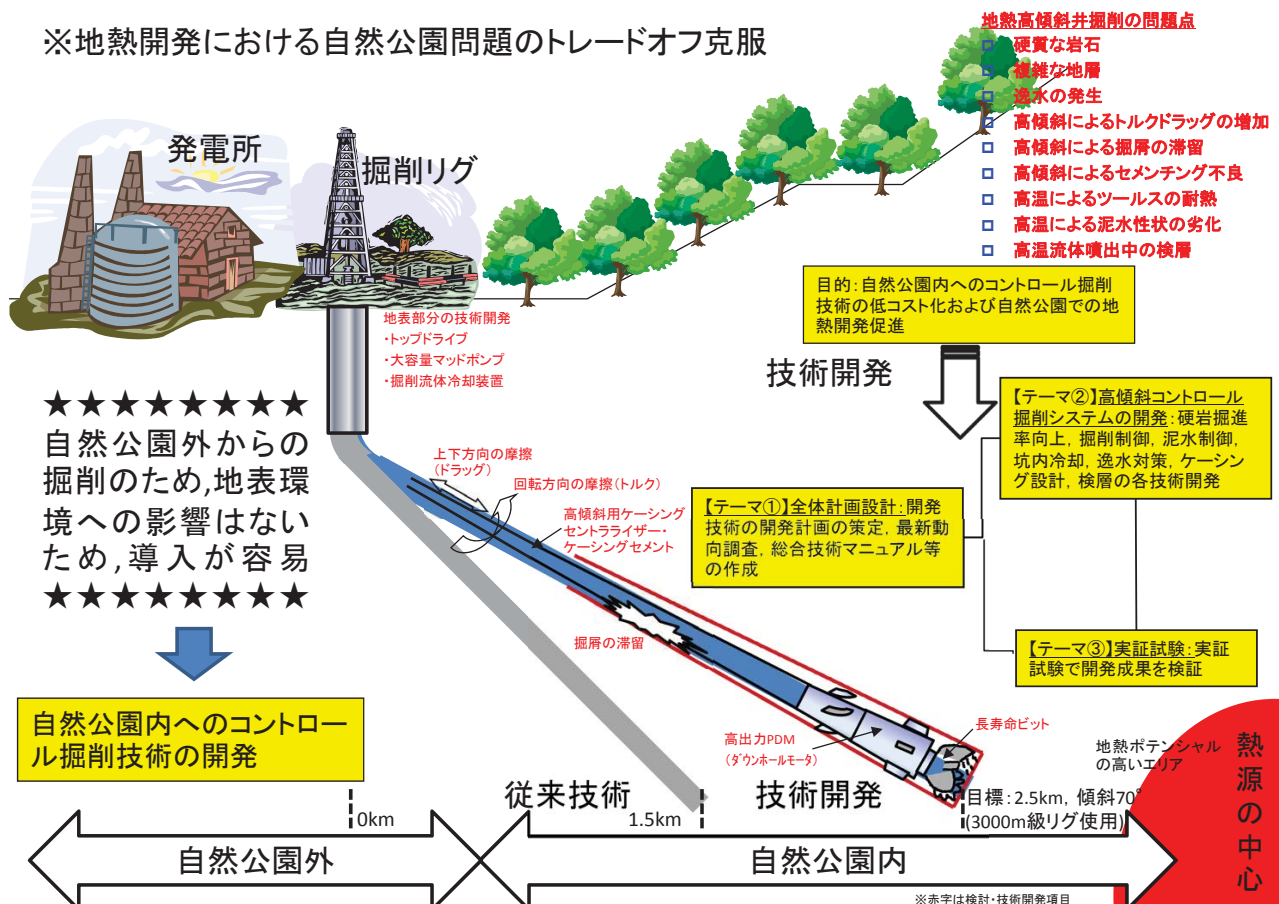 ※地熱開発における自然公園問題のトレードオフ克服
地熱高傾斜井掘削の問題点
硬質な岩石
複雑な地層
逸水の発生
高傾斜によるトルクドラッグの増加
高傾斜による掘屑の滞留
高傾斜によるセメンチング不良
高温によるツールスの耐熱
高温による泥水性状の劣化
高温流体噴出中の検層
発電所
掘削リグ
地表部分の技術開発
・トップドライブ
・大容量マッドポンプ
・掘削流体冷却装置
目的：自然公園内へのコントロール掘削
技術の低コスト化および自然公園での地
熱開発促進
技術開発
【テーマ②】高傾斜コントロール
掘削システムの開発：硬岩掘進
率向上，掘削制御，泥水制御，
坑内冷却，逸水対策，ケーシン
グ設計，検層の各技術開発
【テーマ①】全体計画設計：開発
技術の開発計画の策定，最新動
向調査，総合技術マニュアル等
の作成
【テーマ③】実証試験：実証
試験で開発成果を検証
★★★★★★★★
自然公園外からの
掘削のため,地表環
境への影響はない
ため,導入が容易
★★★★★★★★
自然公園内へのコントロー
ル掘削技術の開発
上下方向の摩擦
(ドラッグ)
回転方向の摩擦(トルク)
高傾斜用ケーシング
セントラライザー・
ケーシングセメント
掘屑の滞留
高出力PDM
(ダウンホールモータ)
長寿命ビット
地熱ポテンシャル
の高いエリア
熱源の中心
従来技術
技術開発
0km
1.5km
目標：2.5km，傾斜70°
(3000m級リグ使用)
自然公園外
自然公園内
※赤字は検討・技術開発項目